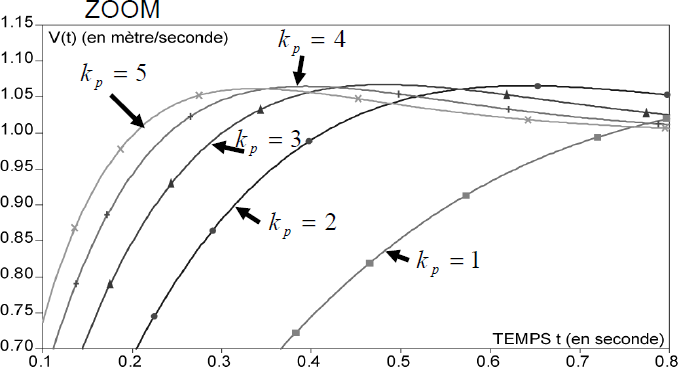 ZOOM
1.15
V(t) (en mètre/seconde)
k_p = 4
1.10
k_p = 5
1.05
1.00
k_p = 3
0.95
0.90
k_p = 2
0.85
k_p = 1
0.80
0.75
TEMPS t (en seconde)
0.70
0.1 0.2 0.3 0.4 0.5 0.6 0.7 0.8